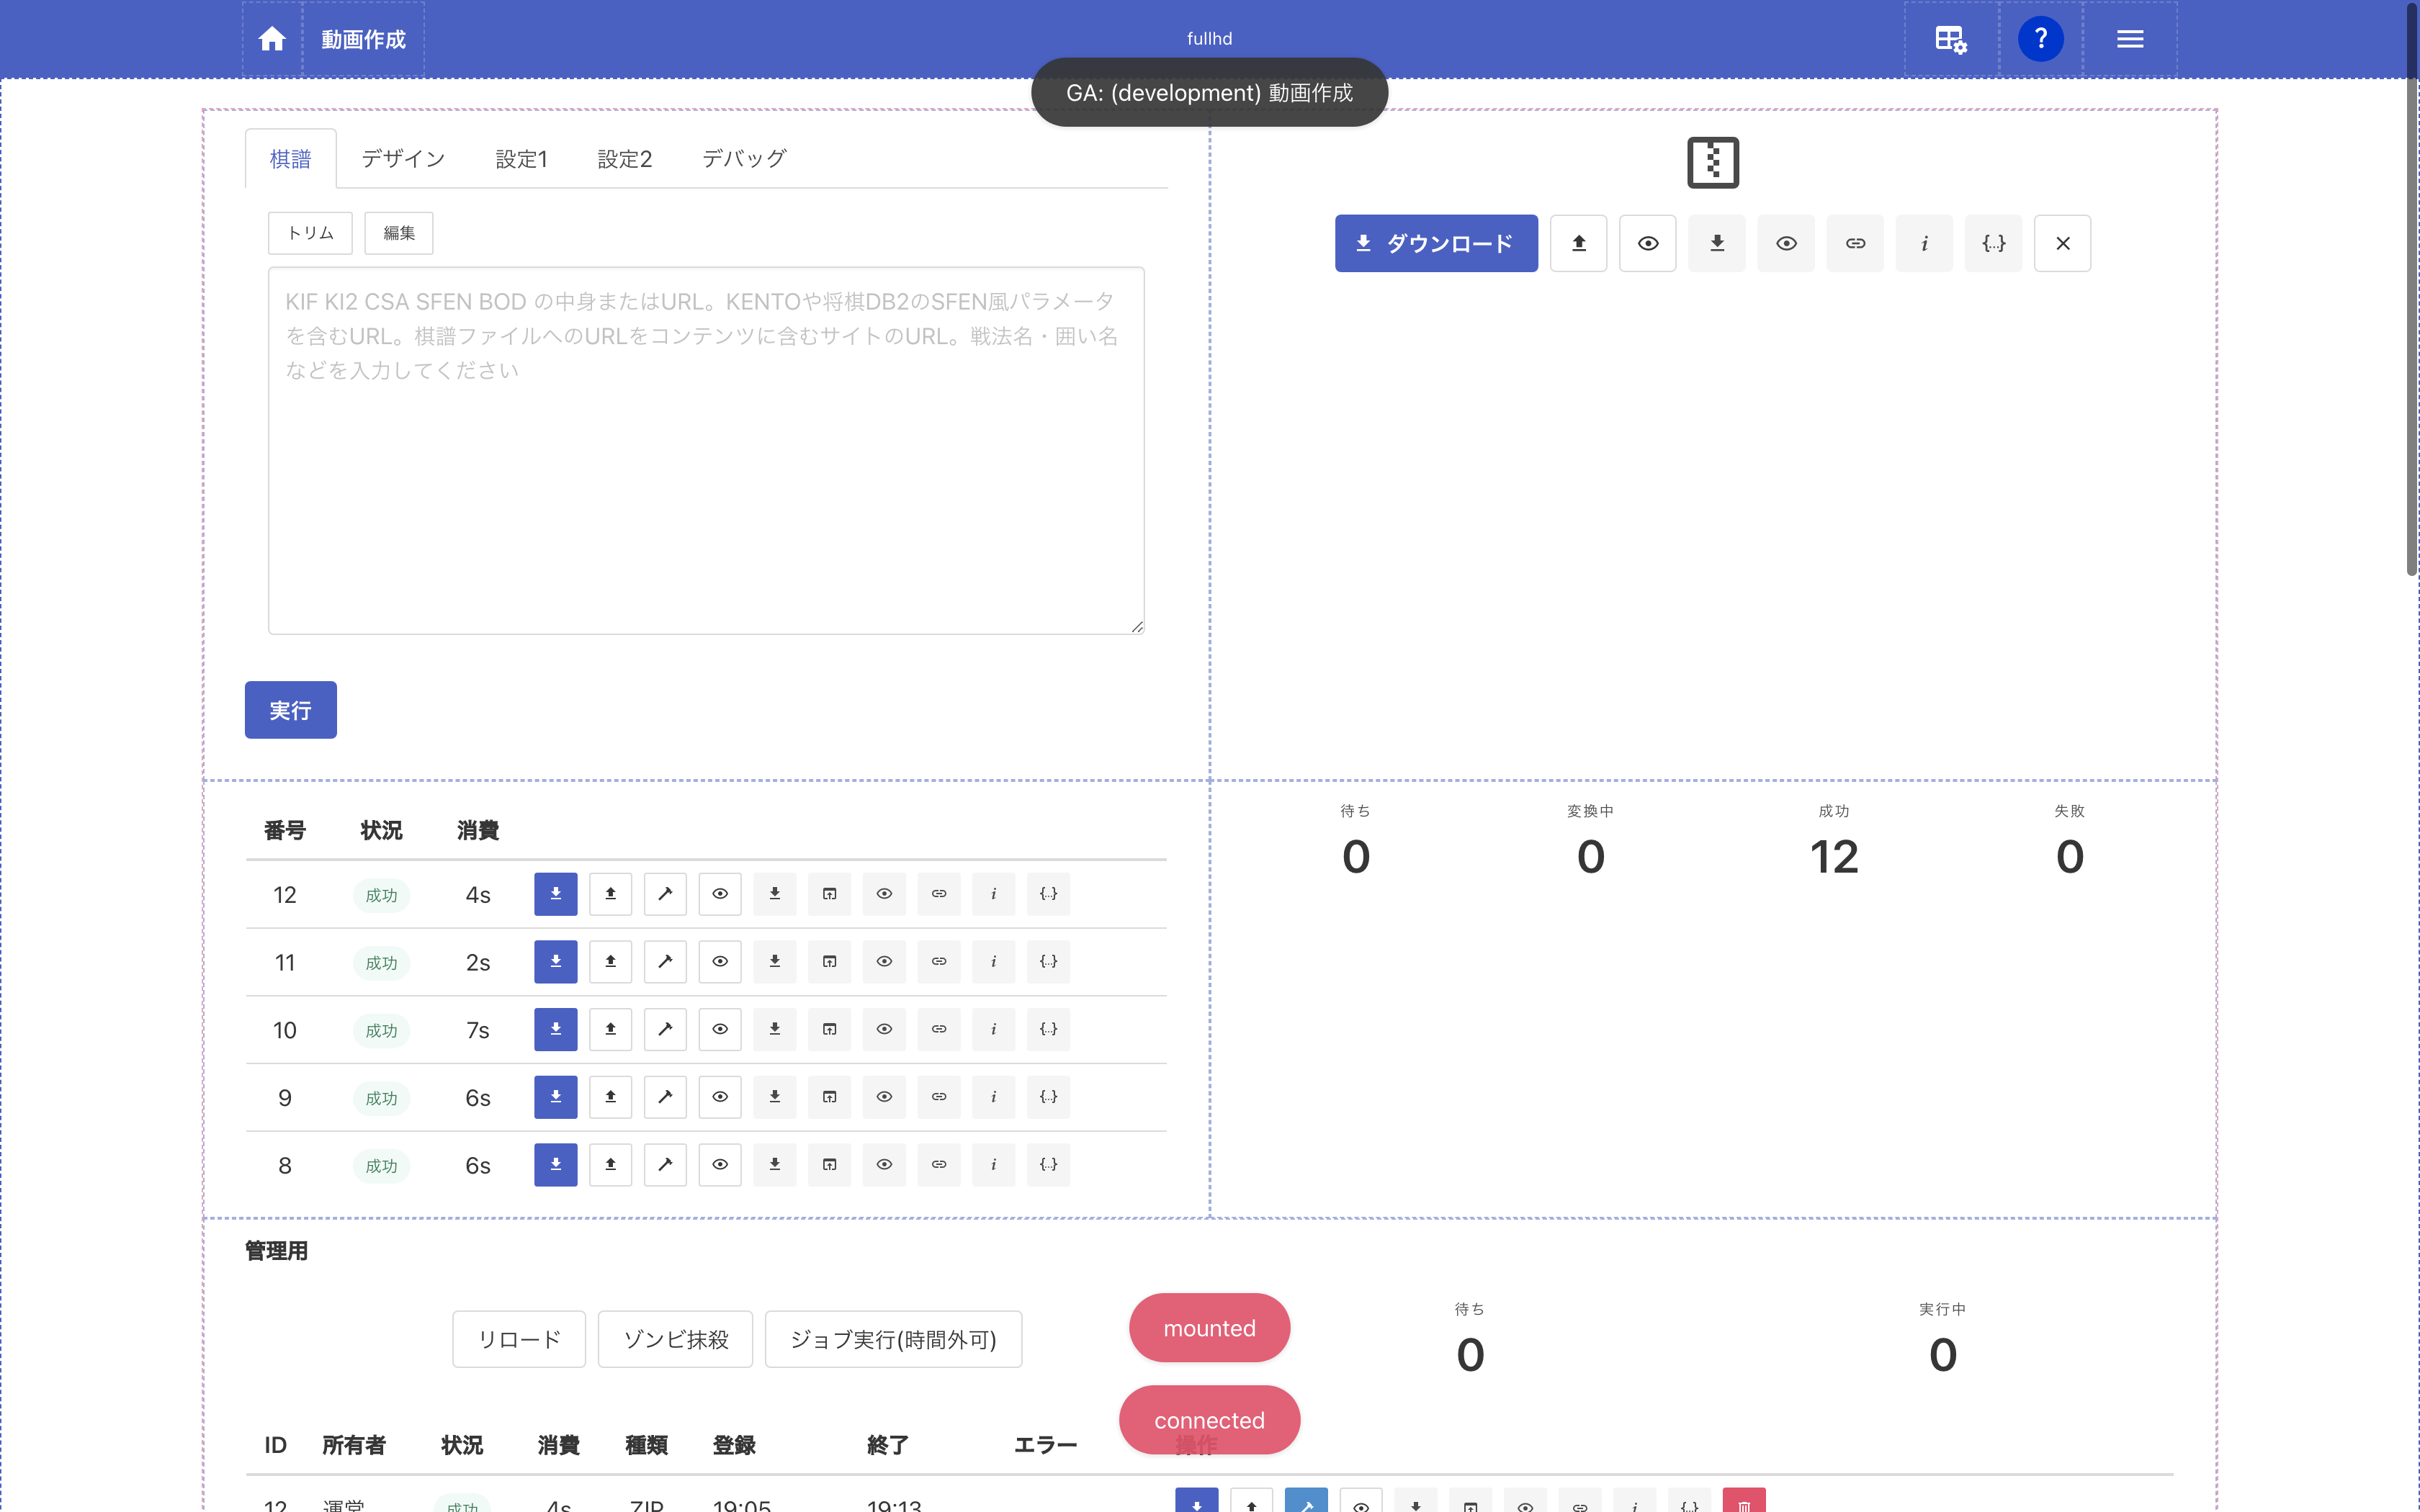 動画作成
fullhd
?
GA: (development) 動画作成
棋譜 デザイン 設定1 設定2 デバッグ
トリム 編集
KIF KI2 CSA SFEN BOD の中身またはURL。KENTOや将棋DB2のSFEN風パラメータ
を含むURL。棋譜ファイルへのURLをコンテンツに含むサイトのURL。戦法名・囲い名
などを入力してください
実行
ダウンロード i {...}
番号 状況 消費
12 成功 4s i {...}
11 成功 2s i {...}
10 成功 7s i {...}
9 成功 6s i {...}
8 成功 6s i {...}
待ち 変換中 成功 失敗
0 0 12 0
管理用
リロード ゾンビ抹殺 ジョブ実行(時間外可)
mounted
待ち 実行中
0 0
connected
ID 所有者 状況 消費 種類 登録 終了 エラー 操作
12 運営 成功 4s ZIP 19:05 19:13 i {...}